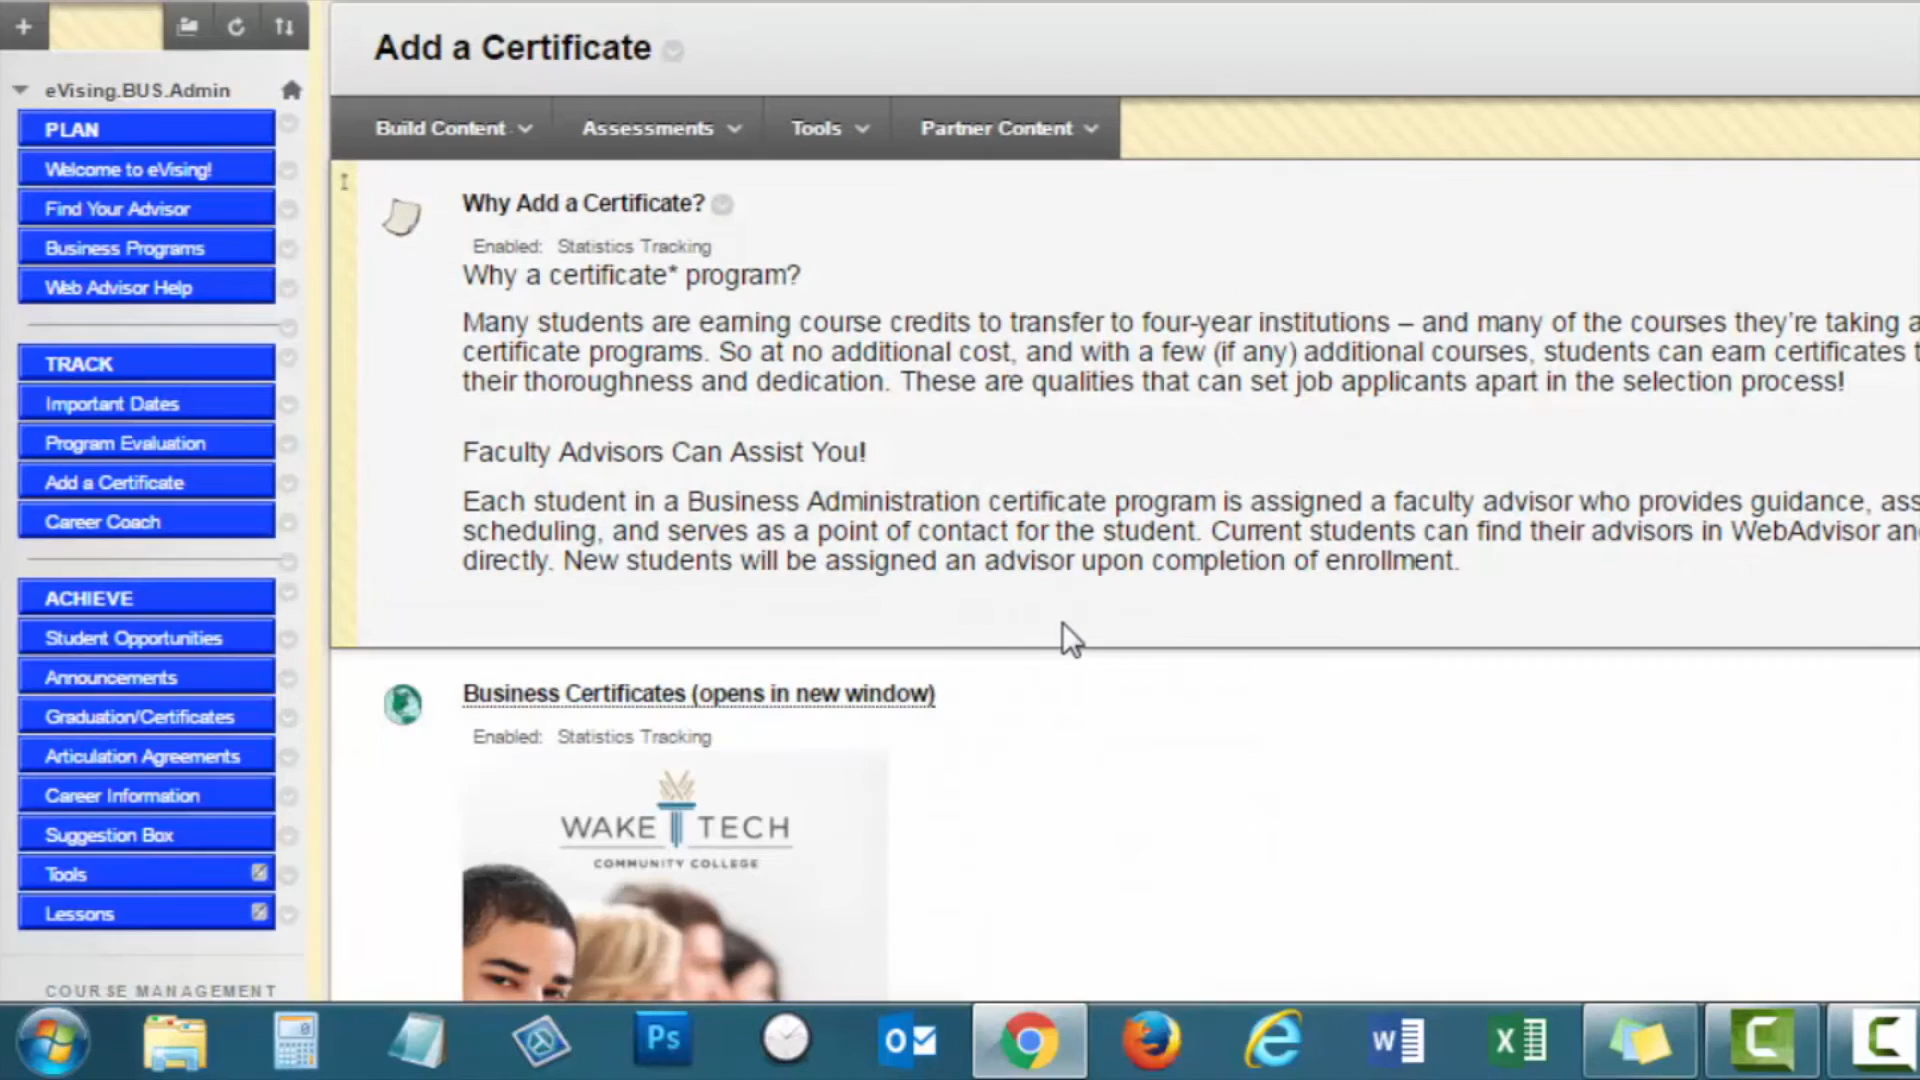 Add a Certificate
eVising.BUS.Admin
PLAN
Welcome to eVising!
Find Your Advisor
Business Programs
Web Advisor Help
TRACK
Important Dates
Program Evaluation
Add a Certificate
Career Coach
ACHIEVE
Student Opportunities
Announcements
Graduation/Certificates
Articulation Agreements
Career Information
Suggestion Box
Tools
Lessons
COURSE MANAGEMENT
Build Content
Assessments
Tools
Partner Content
Why Add a Certificate?
Enabled: Statistics Tracking
Why a certificate* program?
Many students are earning course credits to transfer to four-year institutions – and many of the courses they're taking
certificate programs. So at no additional cost, and with a few (if any) additional courses, students can earn certificates
their thoroughness and dedication. These are qualities that can set job applicants apart in the selection process!
Faculty Advisors Can Assist You!
Each student in a Business Administration certificate program is assigned a faculty advisor who provides guidance,
scheduling, and serves as a point of contact for the student. Current students can find their advisors in WebAdvisor
directly. New students will be assigned an advisor upon completion of enrollment.
Business Certificates (opens in new window)
Enabled: Statistics Tracking
WAKE TECH
COMMUNITY COLLEGE
Ps